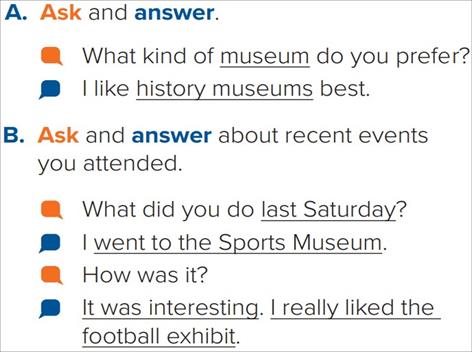 A. Ask and answer.
What kind of museum do you prefer?
I like history museums best.
B. Ask and answer about recent events
you attended.
What did you do last Saturday?
I went to the Sports Museum.
How was it?
It was interesting. I really liked the
football exhibit.